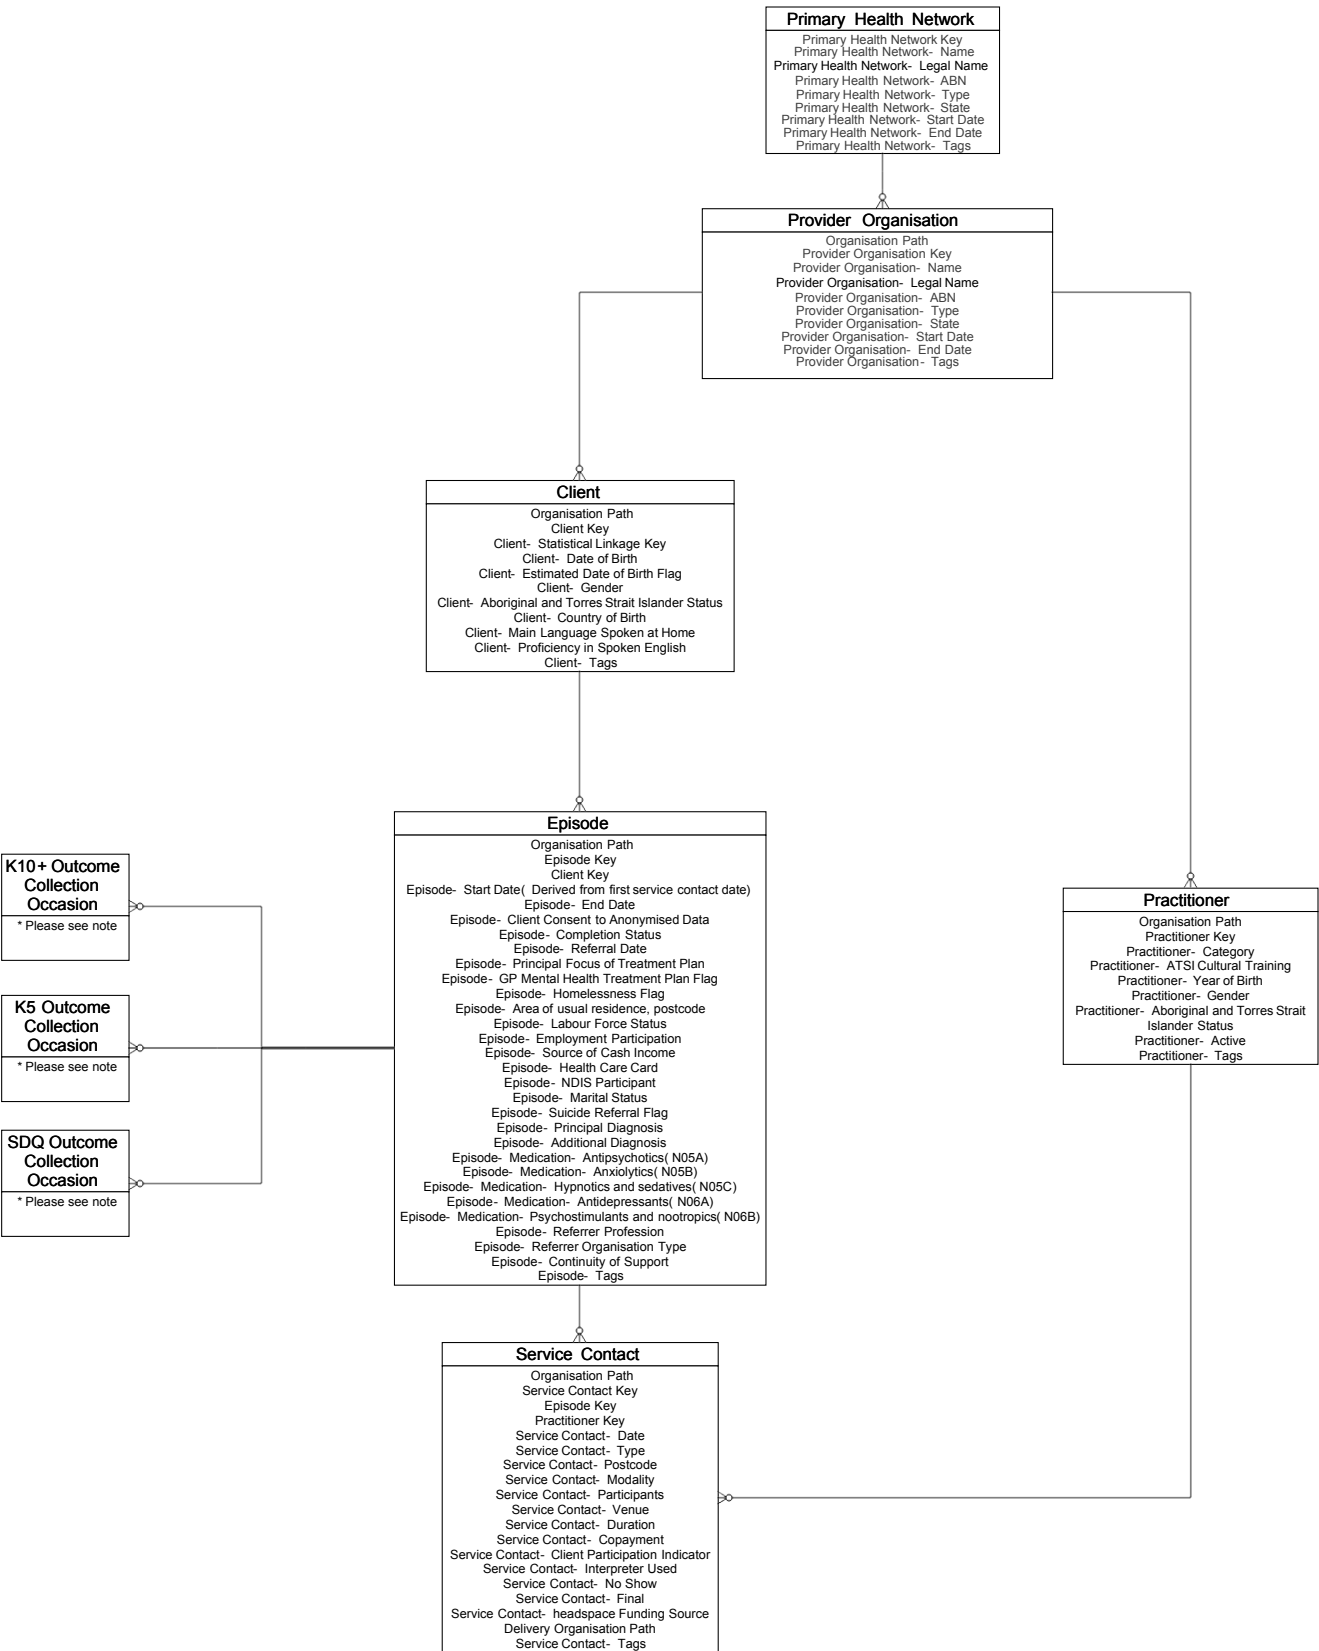 Primary Health Network
Primary Health Network Key
Primary Health Network- Name
Primary Health Network- Legal Name
Primary Health Network- ABN
Primary Health Network- Type
Primary Health Network- State
Primary Health Network- Start Date
Primary Health Network- End Date
Primary Health Network- Tags
Provider Organisation
Organisation Path
Provider Organisation Key
Provider Organisation- Name
Provider Organisation- Legal Name
Provider Organisation- ABN
Provider Organisation- Type
Provider Organisation- State
Provider Organisation- Start Date
Provider Organisation- End Date
Provider Organisation- Tags
Client
Organisation Path
Client Key
Client- Statistical Linkage Key
Client- Date of Birth
Client- Estimated Date of Birth Flag
Client- Gender
Client- Aboriginal and Torres Strait Islander Status
Client- Country of Birth
Client- Main Language Spoken at Home
Client- Proficiency in Spoken English
Client- Tags
Episode
Organisation Path
Episode Key
Client Key
Episode- Start Date( Derived from first service contact date)
Episode- End Date
Episode- Client Consent to Anonymised Data
Episode- Completion Status
Episode- Referral Date
Episode- Principal Focus of Treatment Plan
Episode- GP Mental Health Treatment Plan Flag
Episode- Homelessness Flag
Episode- Area of usual residence, postcode
Episode- Labour Force Status
Episode- Employment Participation
Episode- Source of Cash Income
Episode- Health Care Card
Episode- NDIS Participant
Episode- Marital Status
Episode- Suicide Referral Flag
Episode- Principal Diagnosis
Episode- Additional Diagnosis
Episode- Medication- Antipsychotics( N05A)
Episode- Medication- Anxiolytics( N05B)
Episode- Medication- Hypnotics and sedatives( N05C)
Episode- Medication- Antidepressants( N06A)
Episode- Medication- Psychostimulants and nootropics( N06B)
Episode- Referrer Profession
Episode- Referrer Organisation Type
Episode- Continuity of Support
Episode- Tags
K10+ Outcome
Collection
Occasion
* Please see note
K5 Outcome
Collection
Occasion
* Please see note
SDQ Outcome
Collection
Occasion
* Please see note
Practitioner
Organisation Path
Practitioner Key
Practitioner- Category
Practitioner- ATSI Cultural Training
Practitioner- Year of Birth
Practitioner- Gender
Practitioner- Aboriginal and Torres Strait
Islander Status
Practitioner- Active
Practitioner- Tags
Service Contact
Organisation Path
Service Contact Key
Episode Key
Practitioner Key
Service Contact- Date
Service Contact- Type
Service Contact- Postcode
Service Contact- Modality
Service Contact- Participants
Service Contact- Venue
Service Contact- Duration
Service Contact- Copayment
Service Contact- Client Participation Indicator
Service Contact- Interpreter Used
Service Contact- No Show
Service Contact- Final
Service Contact- headspace Funding Source
Delivery Organisation Path
Service Contact- Tags